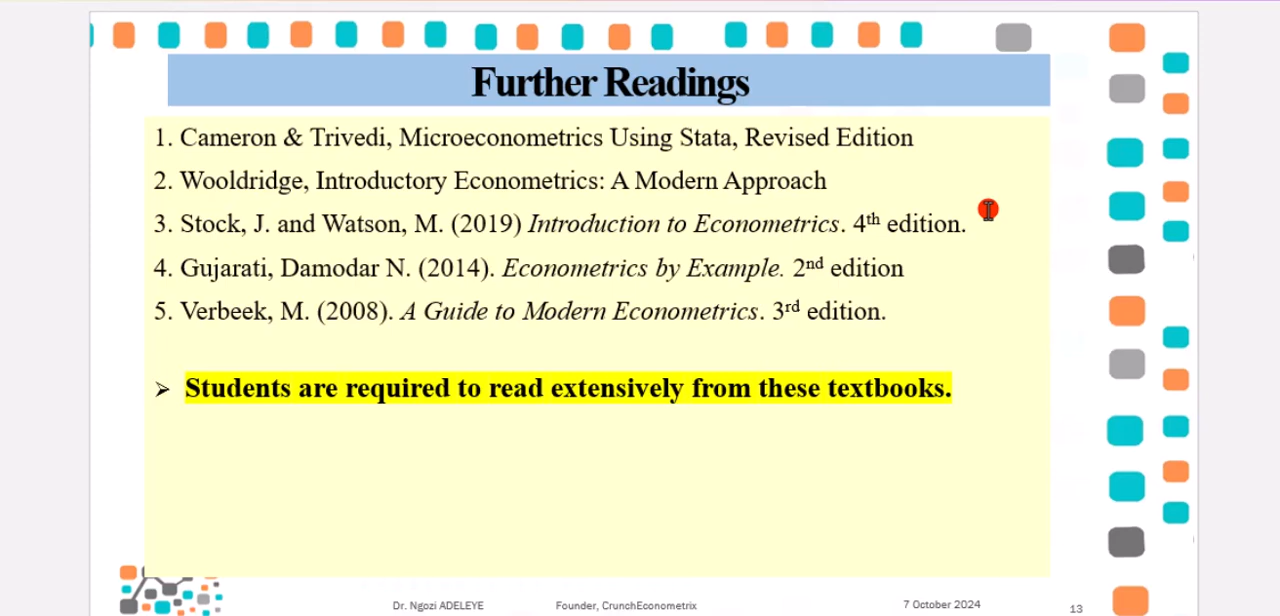 Further Readings
1. Cameron & Trivedi, Microeconometrics Using Stata, Revised Edition
2. Wooldridge, Introductory Econometrics: A Modern Approach
3. Stock, J. and Watson, M. (2019) Introduction to Econometrics. 4th edition.
4. Gujarati, Damodar N. (2014). Econometrics by Example. 2nd edition
5. Verbeek, M. (2008). A Guide to Modern Econometrics. 3rd edition.
➢ Students are required to read extensively from these textbooks.
Dr. Ngozi ADELEYE Founder, CrunchEconometrix 7 October 2024 13